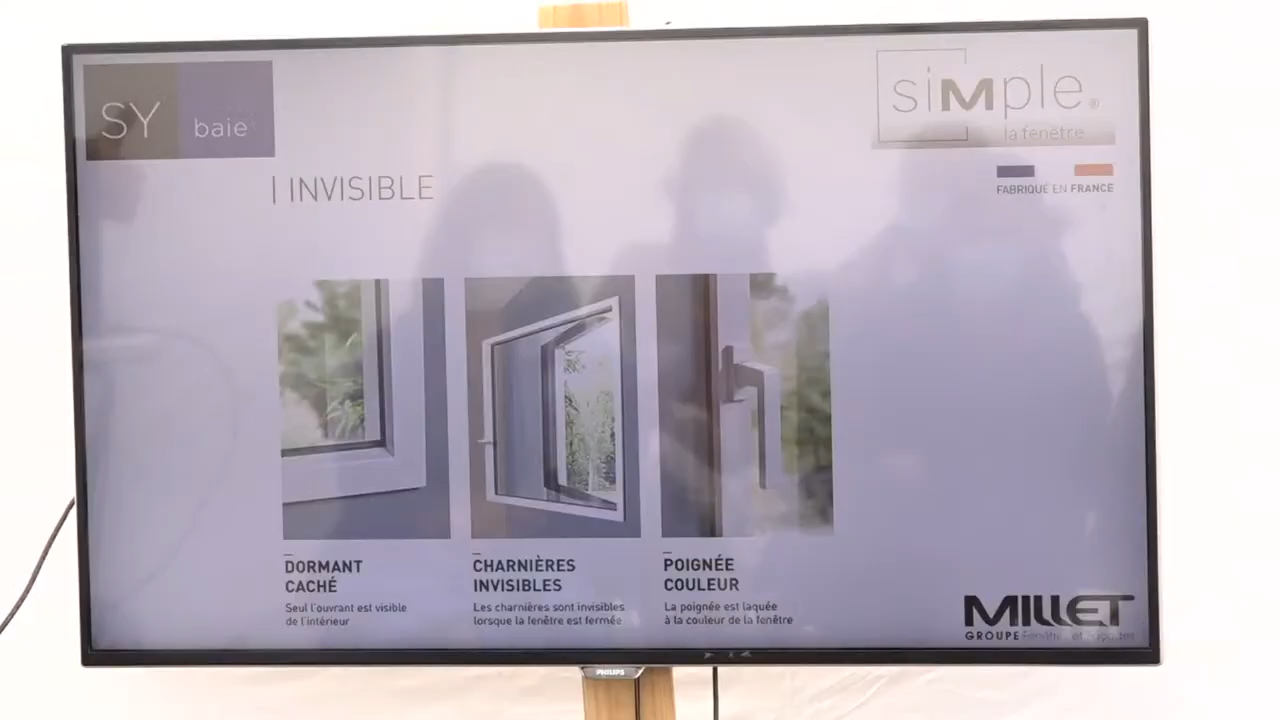 SY baie
siMple®
la fenêtre
FABRIQUÉ EN FRANCE
| INVISIBLE
DORMANT
CACHÉ
Seul l'ouvrant est visible
de l'intérieur
CHARNIÈRES
INVISIBLES
Les charnières sont invisibles
lorsque la fenêtre est fermée
POIGNÉE
COULEUR
La poignée est laquée
à la couleur de la fenêtre
MILLET
GROUPE
PHILIPS